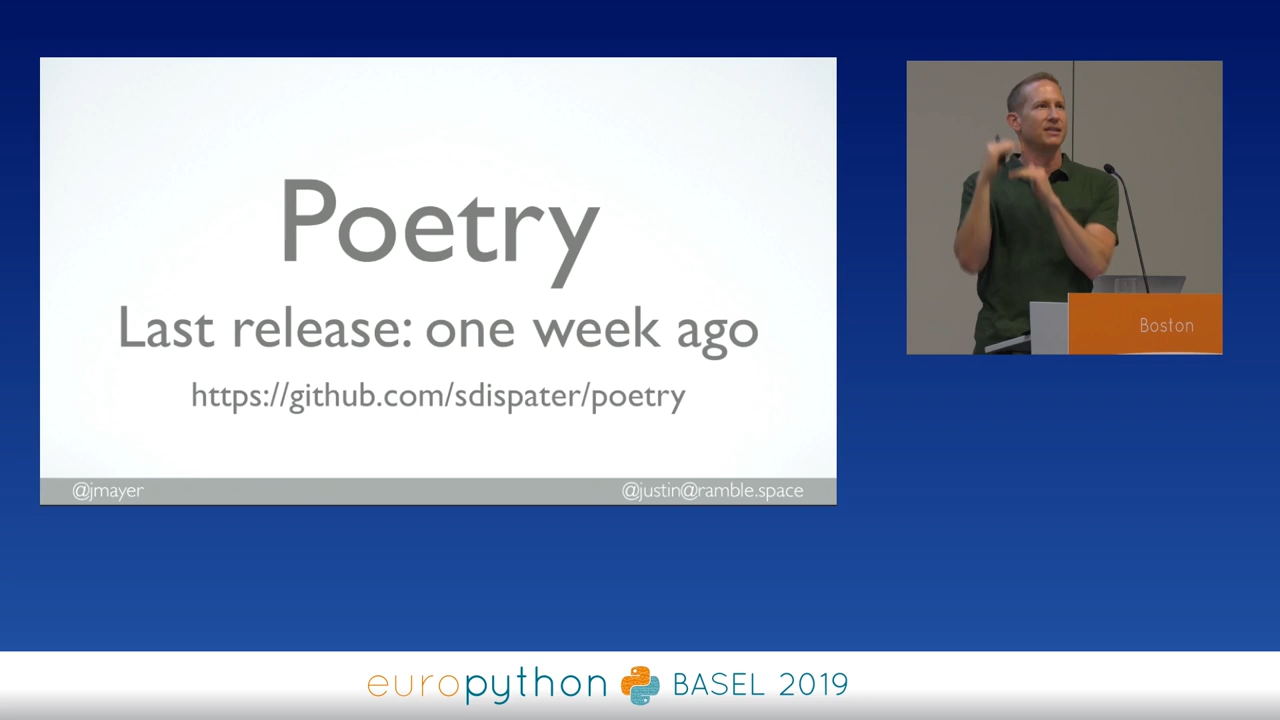 Poetry
Last release: one week ago
https://github.com/sdispater/poetry
@jmayer
@justin@ramble.space
Boston
europython BASEL 2019